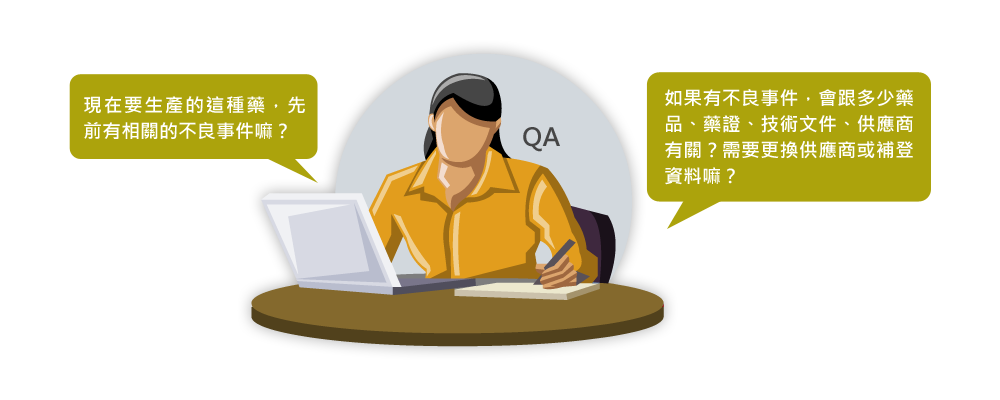 現在要生產的這種藥，先
前有相關的不良事件嘛？
QA
如果有不良事件，會跟多少藥
品、藥證、技術文件、供應商
有關？需要更換供應商或補登
資料嘛？